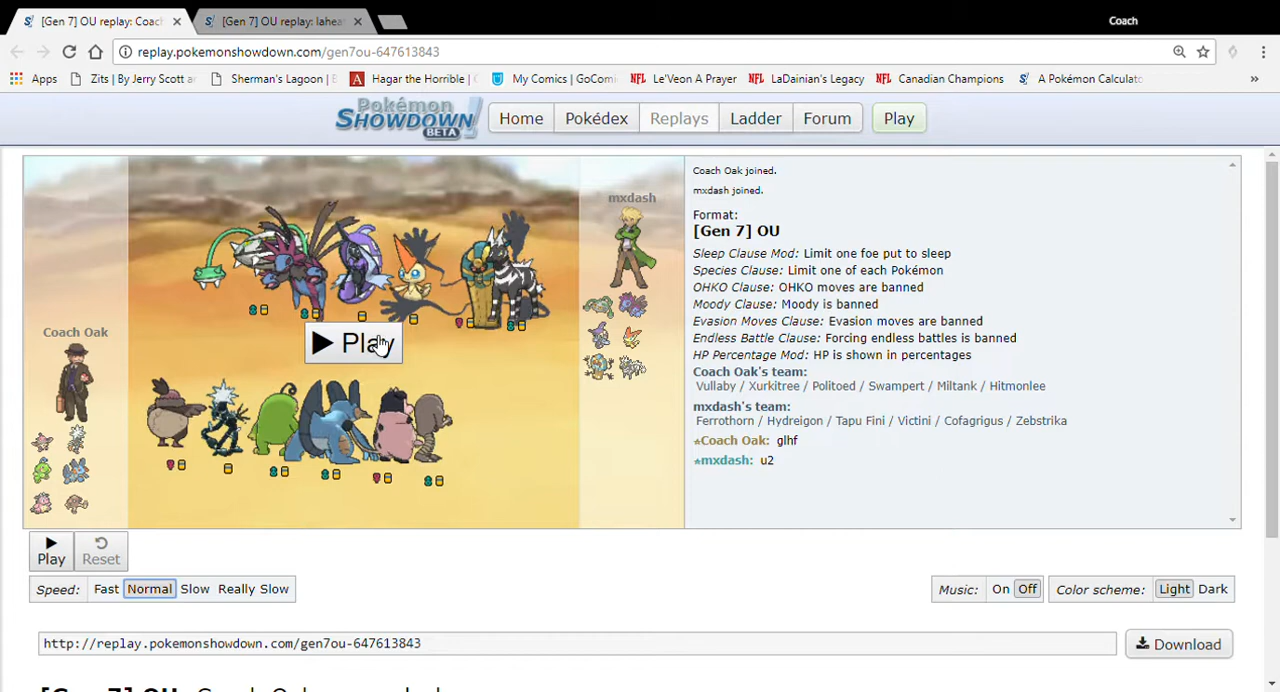 [Gen 7] OU replay: Coac
[Gen 7] OU replay: lahea
Coach
replay.pokemonshowdown.com/gen7ou-647613843
Apps
Zits | By Jerry Scott a
Sherman's Lagoon |
Hagar the Horrible |
My Comics | GoComi
Le'Veon A Prayer
LaDainian's Legacy
Canadian Champions
A Pokémon Calculato
»
Pokémon
SHOWDOWN!
BETA
Home
Pokédex
Replays
Ladder
Forum
Play
mxdash
Coach Oak
Play
Coach Oak joined.
mxdash joined.
Format:
[Gen 7] OU
Sleep Clause Mod: Limit one foe put to sleep
Species Clause: Limit one of each Pokémon
OHKO Clause: OHKO moves are banned
Moody Clause: Moody is banned
Evasion Moves Clause: Evasion moves are banned
Endless Battle Clause: Forcing endless battles is banned
HP Percentage Mod: HP is shown in percentages
Coach Oak's team:
Vullaby / Xurkitree / Politoed / Swampert / Miltank / Hitmonlee
mxdash's team:
Ferrothorn / Hydreigon / Tapu Fini / Victini / Cofagrigus / Zebstrika
☆Coach Oak: glhf
☆mxdash: u2
Play
Reset
Speed: Fast Normal Slow Really Slow
Music: On Off
Color scheme: Light Dark
http://replay.pokemonshowdown.com/gen7ou-647613843
Download